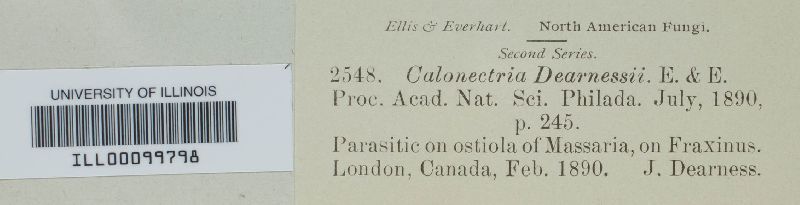 UNIVERSITY OF ILLINOIS
ILL00099798
Ellis & Everhart. North American Fungi.
Second Series.
2548. Calonectria Dearnessii. E. & E.
Proc. Acad. Nat. Sci. Philada. July, 1890,
p. 245.
Parasitic on ostiola of Massaria, on Fraxinus.
London, Canada, Feb. 1890. J. Dearness.